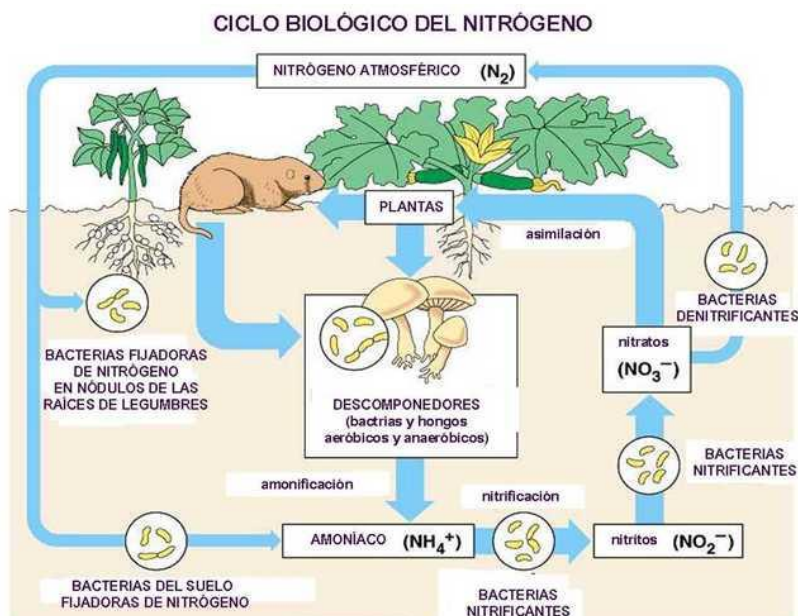 CICLO BIOLÓGICO DEL NITRÓGENO
NITRÓGENO ATMOSFÉRICO (N₂)
PLANTAS
asimilación
BACTERIAS
DENITRIFICANTES
BACTERIAS FIJADORAS
DE NITRÓGENO
EN NÓDULOS DE LAS
RAÍCES DE LEGUMBRES
nitratos
(NO₃⁻)
DESCOMPONEDORES
(bactrias y hongos
aeróbicos y anaeróbicos)
BACTERIAS
NITRIFICANTES
amonificación
nitrificación
AMONÍACO (NH₄⁺)
nitritos (NO₂⁻)
BACTERIAS DEL SUELO
FIJADORAS DE NITRÓGENO
BACTERIAS
NITRIFICANTES